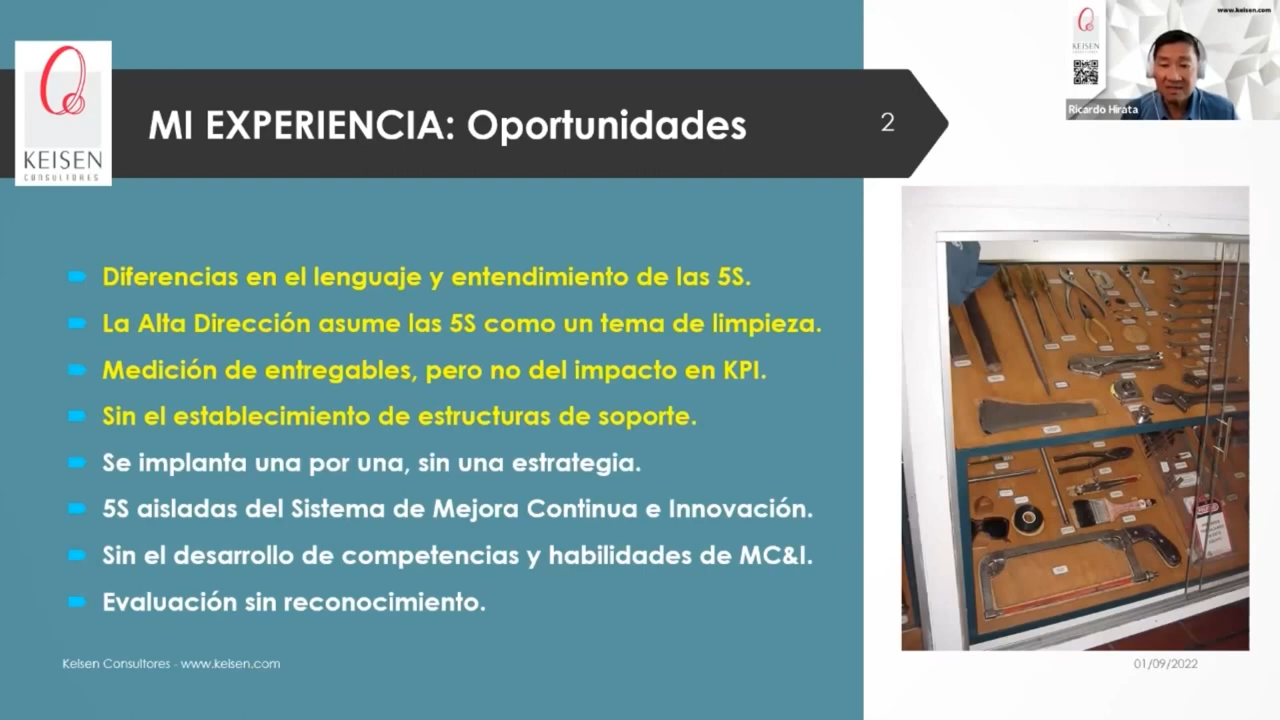 KEISEN
CONSULTORES
MI EXPERIENCIA: Oportunidades
2
www.keisen.com
KEISEN
Ricardo Hirata
Diferencias en el lenguaje y entendimiento de las 5S.
La Alta Dirección asume las 5S como un tema de limpieza.
Medición de entregables, pero no del impacto en KPI.
Sin el establecimiento de estructuras de soporte.
Se implanta una por una, sin una estrategia.
5S aisladas del Sistema de Mejora Continua e Innovación.
Sin el desarrollo de competencias y habilidades de MC&I.
Evaluación sin reconocimiento.
Keisen Consultores - www.keisen.com
01/09/2022